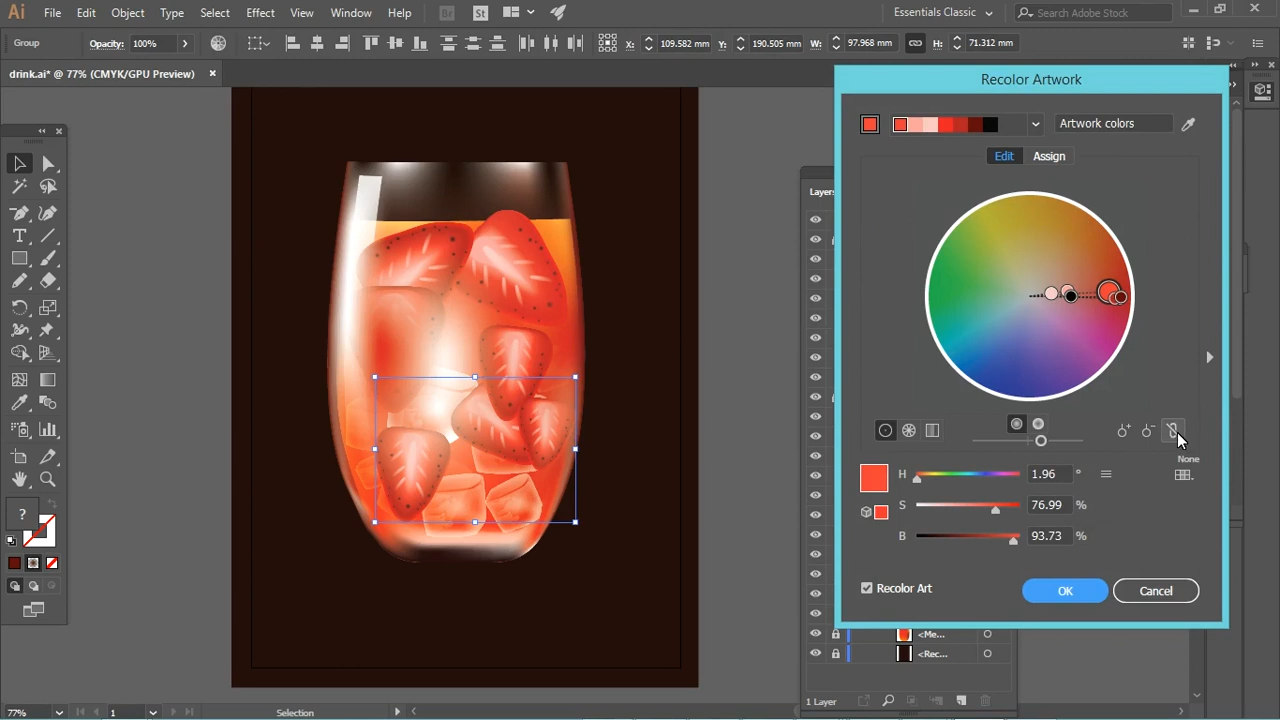 Ai File Edit Object Type Select Effect View Window Help Br St Essentials Classic Search Adobe Stock
Group Opacity: 100% X: 109.582 mm Y: 190.505 mm W: 97.968 mm H: 71.312 mm
drink.ai* @ 77% (CMYK/GPU Preview)
Recolor Artwork
Artwork colors
Edit Assign
Layers
T
None
H 1.96 °
S 76.99 %
B 93.73 %
?
Recolor Art OK Cancel
<Me...
<Rec...
1 Layer
77% 1 Selection